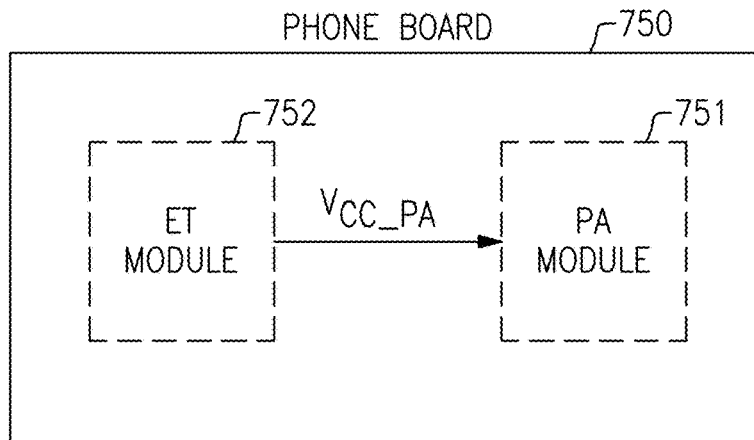 PHONE BOARD
750
752
751
VCC_PA
ET
MODULE
PA
MODULE